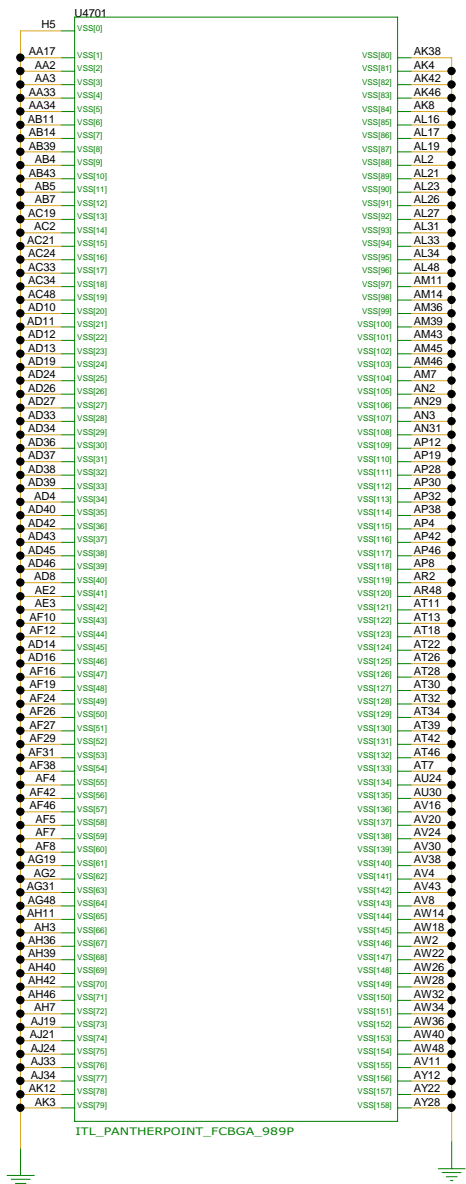 U4701
H5 VSS[0]
AA17 VSS[1] VSS[80] AK38
AA2 VSS[2] VSS[81] AK4
AA3 VSS[3] VSS[82] AK42
AA33 VSS[4] VSS[83] AK46
AA34 VSS[5] VSS[84] AK8
AB11 VSS[6] VSS[85] AL16
AB14 VSS[7] VSS[86] AL17
AB39 VSS[8] VSS[87] AL19
AB4 VSS[9] VSS[88] AL2
AB43 VSS[10] VSS[89] AL21
AB5 VSS[11] VSS[90] AL23
AB7 VSS[12] VSS[91] AL26
AC19 VSS[13] VSS[92] AL27
AC2 VSS[14] VSS[93] AL31
AC21 VSS[15] VSS[94] AL33
AC24 VSS[16] VSS[95] AL34
AC33 VSS[17] VSS[96] AL48
AC34 VSS[18] VSS[97] AM11
AC48 VSS[19] VSS[98] AM14
AD10 VSS[20] VSS[99] AM36
AD11 VSS[21] VSS[100] AM39
AD12 VSS[22] VSS[101] AM43
AD13 VSS[23] VSS[102] AM45
AD19 VSS[24] VSS[103] AM46
AD24 VSS[25] VSS[104] AM7
AD26 VSS[26] VSS[105] AN2
AD27 VSS[27] VSS[106] AN29
AD33 VSS[28] VSS[107] AN3
AD34 VSS[29] VSS[108] AN31
AD36 VSS[30] VSS[109] AP12
AD37 VSS[31] VSS[110] AP19
AD38 VSS[32] VSS[111] AP28
AD39 VSS[33] VSS[112] AP30
AD4 VSS[34] VSS[113] AP32
AD40 VSS[35] VSS[114] AP38
AD42 VSS[36] VSS[115] AP4
AD43 VSS[37] VSS[116] AP42
AD45 VSS[38] VSS[117] AP46
AD46 VSS[39] VSS[118] AP8
AD8 VSS[40] VSS[119] AR2
AE2 VSS[41] VSS[120] AR48
AE3 VSS[42] VSS[121] AT11
AF10 VSS[43] VSS[122] AT13
AF12 VSS[44] VSS[123] AT18
AD14 VSS[45] VSS[124] AT22
AD16 VSS[46] VSS[125] AT26
AF16 VSS[47] VSS[126] AT28
AF19 VSS[48] VSS[127] AT30
AF24 VSS[49] VSS[128] AT32
AF26 VSS[50] VSS[129] AT34
AF27 VSS[51] VSS[130] AT39
AF29 VSS[52] VSS[131] AT42
AF31 VSS[53] VSS[132] AT46
AF38 VSS[54] VSS[133] AT7
AF4 VSS[55] VSS[134] AU24
AF42 VSS[56] VSS[135] AU30
AF46 VSS[57] VSS[136] AV16
AF5 VSS[58] VSS[137] AV20
AF7 VSS[59] VSS[138] AV24
AF8 VSS[60] VSS[139] AV30
AG19 VSS[61] VSS[140] AV38
AG2 VSS[62] VSS[141] AV4
AG31 VSS[63] VSS[142] AV43
AG48 VSS[64] VSS[143] AV8
AH11 VSS[65] VSS[144] AW14
AH3 VSS[66] VSS[145] AW18
AH36 VSS[67] VSS[146] AW2
AH39 VSS[68] VSS[147] AW22
AH40 VSS[69] VSS[148] AW26
AH42 VSS[70] VSS[149] AW28
AH46 VSS[71] VSS[150] AW32
AH7 VSS[72] VSS[151] AW34
AJ19 VSS[73] VSS[152] AW36
AJ21 VSS[74] VSS[153] AW40
AJ24 VSS[75] VSS[154] AW48
AJ33 VSS[76] VSS[155] AV11
AJ34 VSS[77] VSS[156] AY12
AK12 VSS[78] VSS[157] AY22
AK3 VSS[79] VSS[158] AY28
ITL_PANTHERPOINT_FCBGA_989P